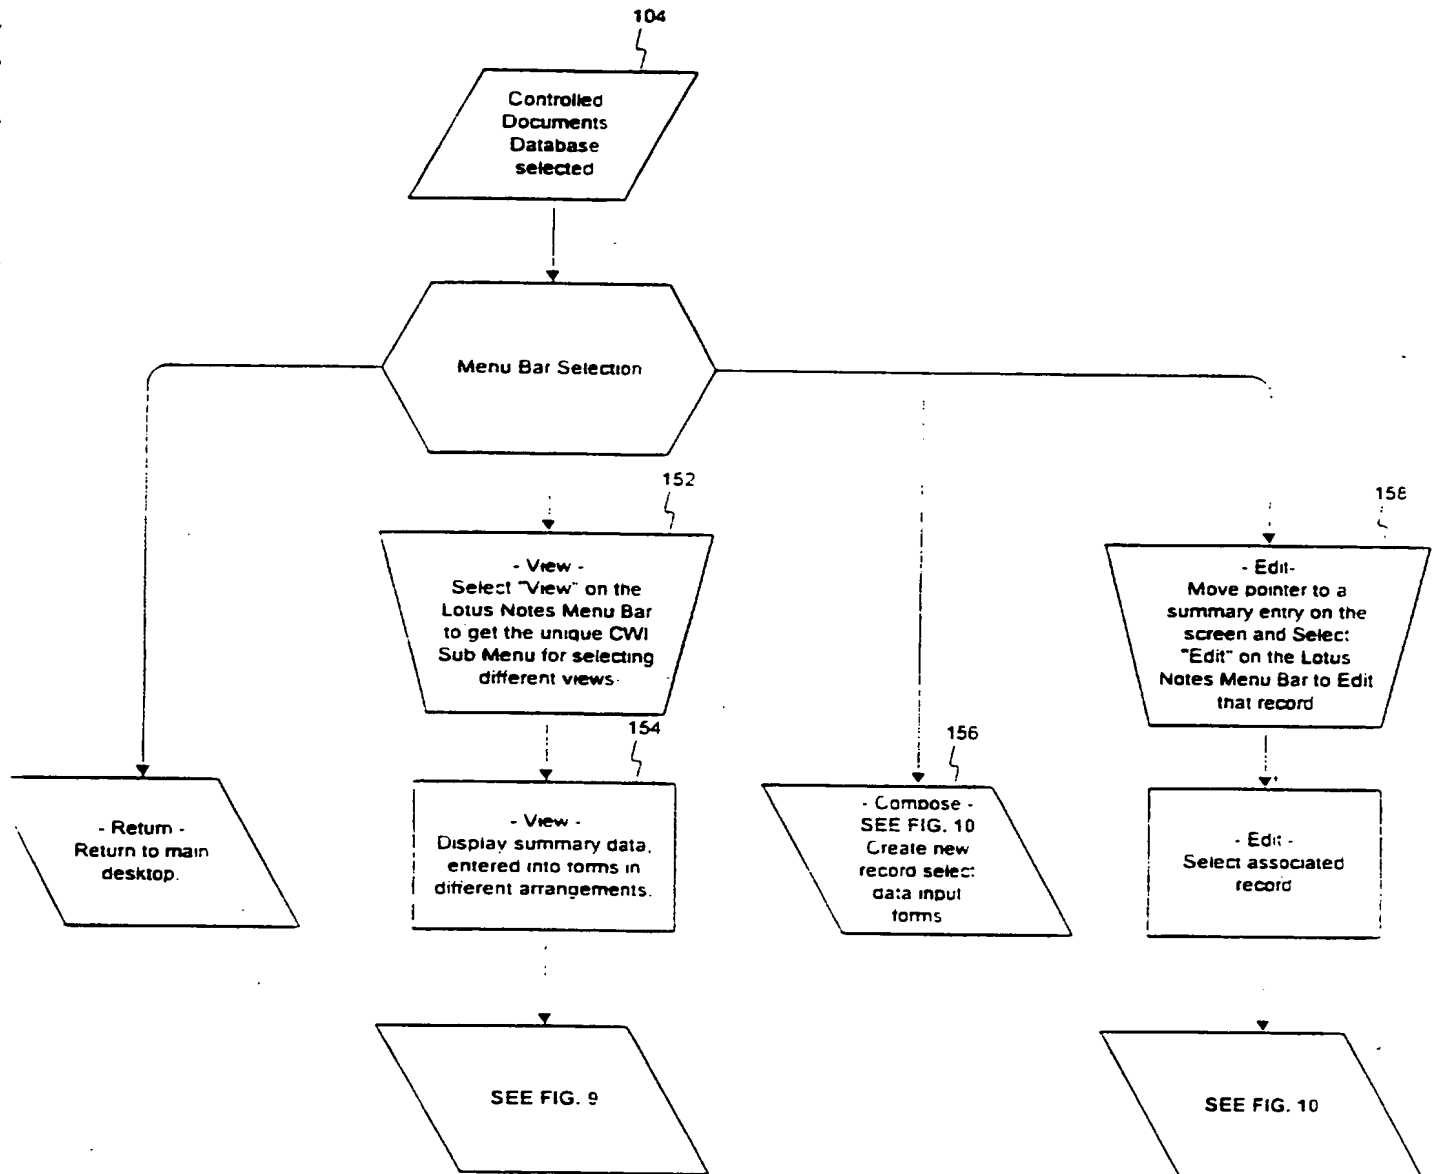 104
Controlled
Documents
Database
selected
Menu Bar Selection
152
- View -
Select "View" on the
Lotus Notes Menu Bar
to get the unique CWI
Sub Menu for selecting
different views.
158
- Edit-
Move pointer to a
summary entry on the
screen and Select
"Edit" on the Lotus
Notes Menu Bar to Edit
that record
154
- View -
Display summary data,
entered into forms in
different arrangements.
156
- Compose -
SEE FIG. 10
Create new
record select
data input
forms
- Return -
Return to main
desktop.
- Edit -
Select associated
record
SEE FIG. 9
SEE FIG. 10